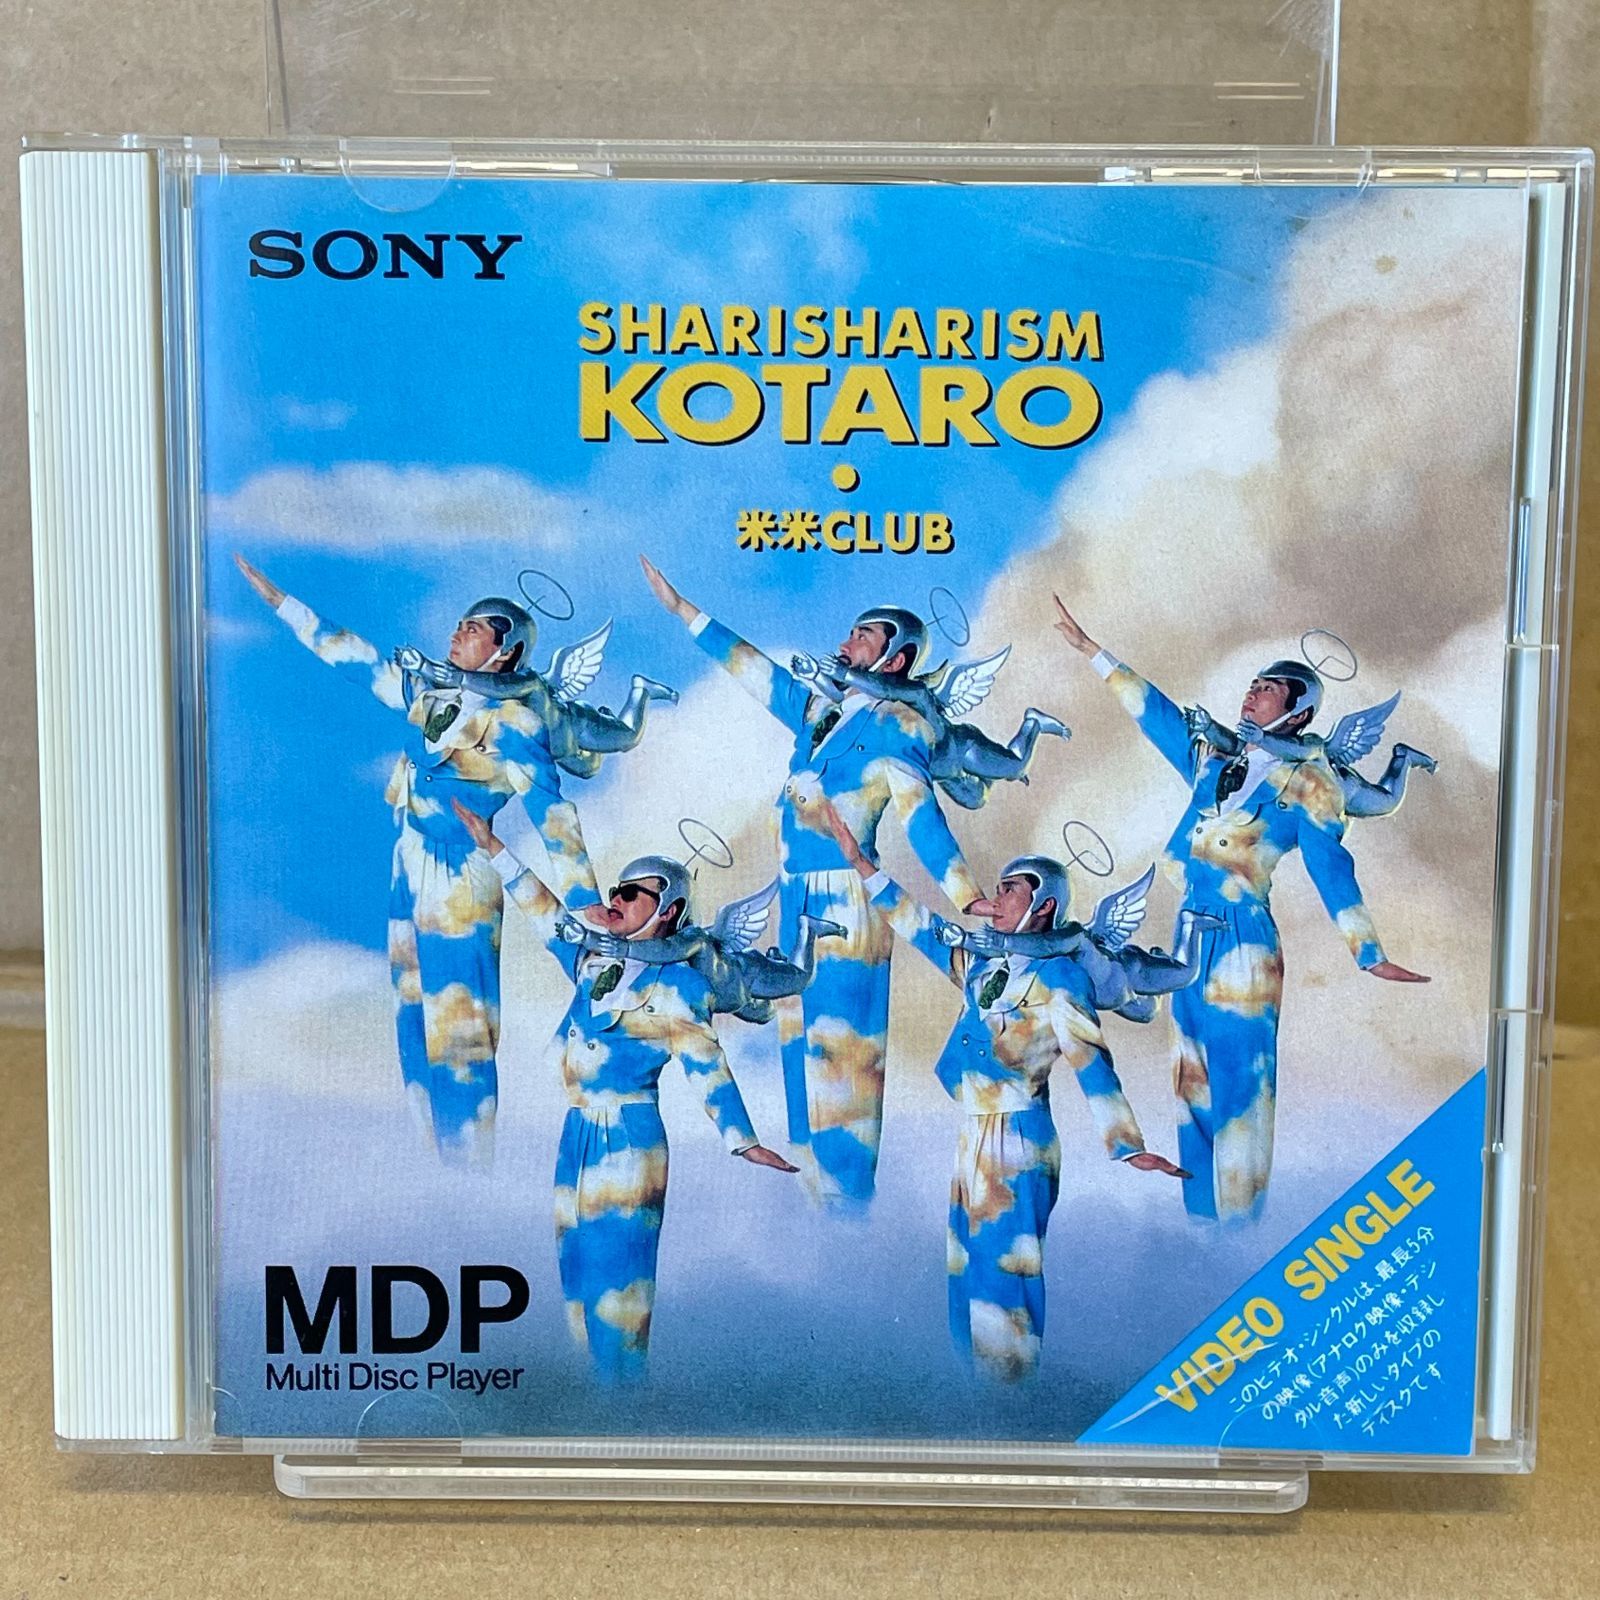 SONY
SHARISHARISM
KOTARO
•
米米CLUB
MDP
Multi Disc Player
VIDEO SINGLE
このビデオ・シングルは、最長5分
の映像(アナログ映像・デジ
タル音声)のみを収録し
た新しいタイプの
ディスクです